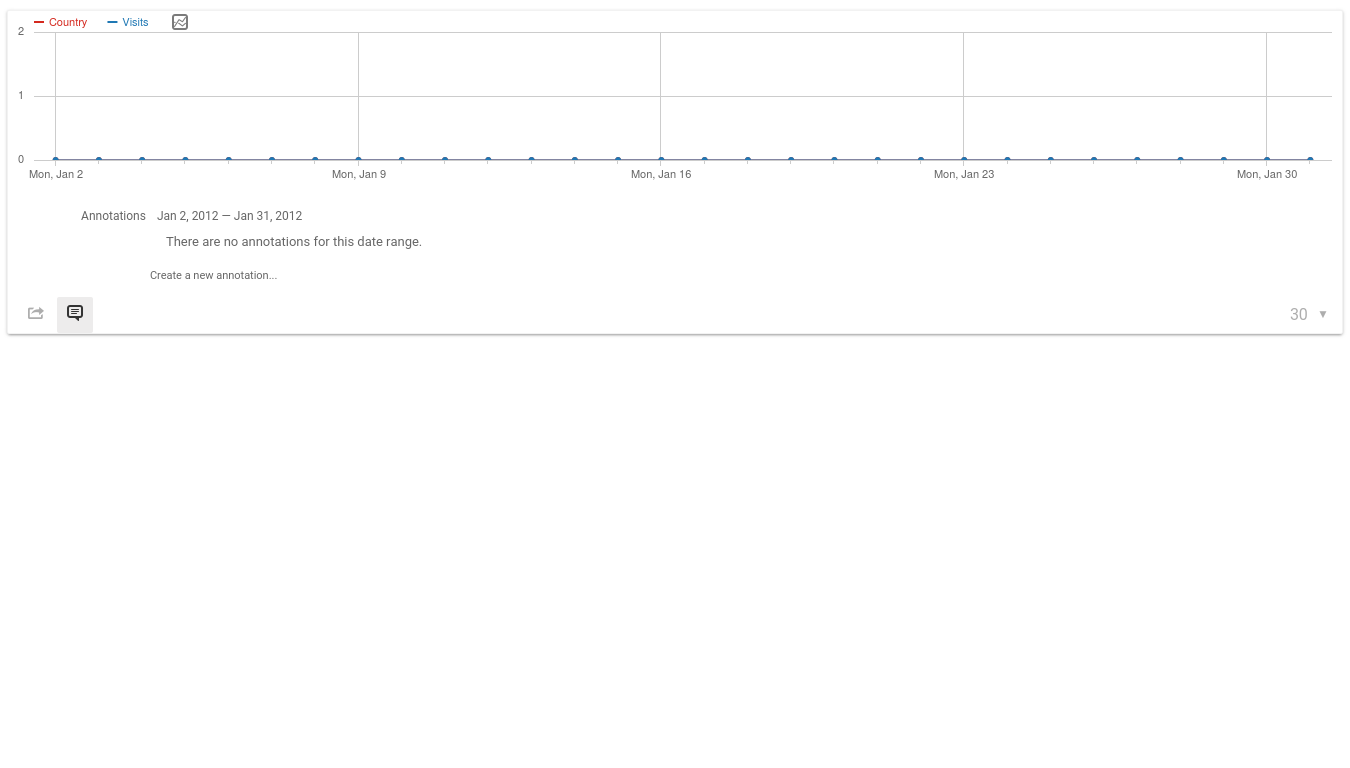 Country Visits
2
1
0
Mon, Jan 2 Mon, Jan 9 Mon, Jan 16 Mon, Jan 23 Mon, Jan 30
Annotations Jan 2, 2012 — Jan 31, 2012
There are no annotations for this date range.
Create a new annotation...
30 ▼